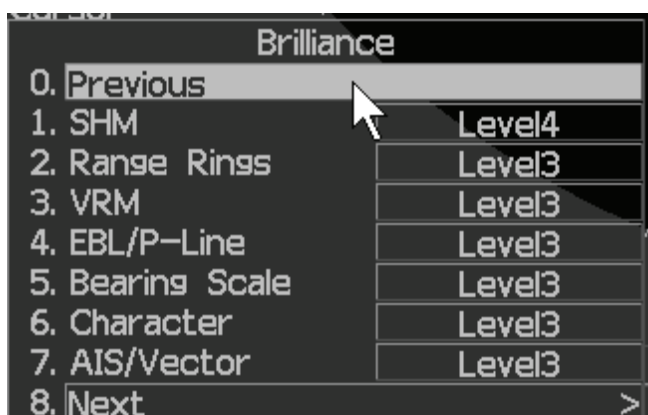 Cursor
Brilliance
0. Previous
1. SHM Level4
2. Range Rings Level3
3. VRM Level3
4. EBL/P-Line Level3
5. Bearing Scale Level3
6. Character Level3
7. AIS/Vector Level3
8. Next >